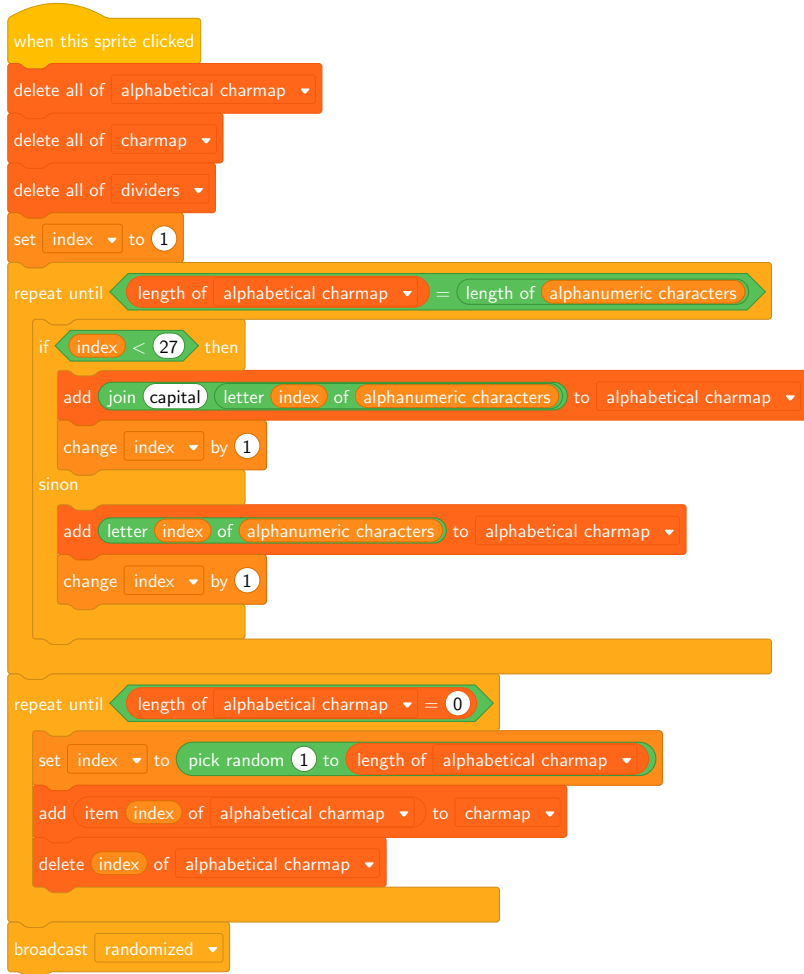 when this sprite clicked
delete all of alphabetical charmap
delete all of charmap
delete all of dividers
set index to 1
repeat until length of alphabetical charmap = length of alphanumeric characters
if index < 27 then
add join capital letter index of alphanumeric characters to alphabetical charmap
change index by 1
sinon
add letter index of alphanumeric characters to alphabetical charmap
change index by 1
repeat until length of alphabetical charmap = 0
set index to pick random 1 to length of alphabetical charmap
add item index of alphabetical charmap to charmap
delete index of alphabetical charmap
broadcast randomized